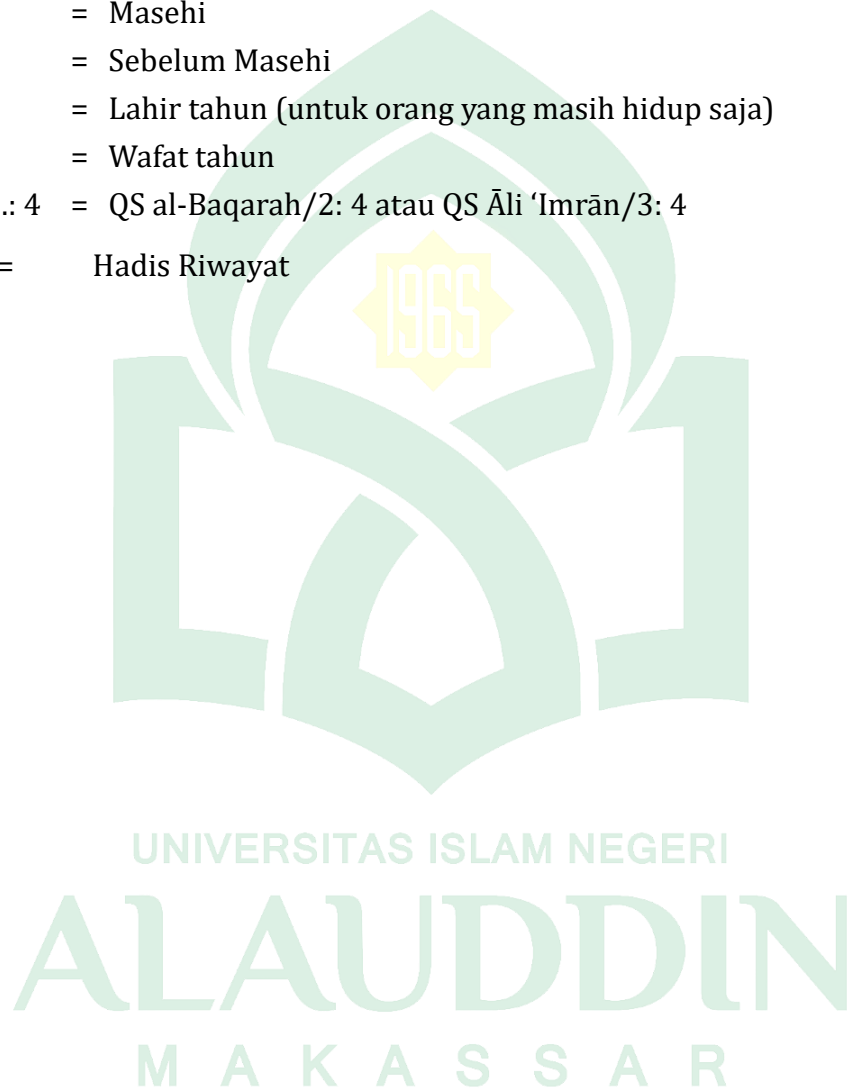 = Masehi
= Sebelum Masehi
= Lahir tahun (untuk orang yang masih hidup saja)
= Wafat tahun
.: 4 = QS al-Baqarah/2: 4 atau QS Āli ‘Imrān/3: 4
= Hadis Riwayat
1965
UNIVERSITAS ISLAM NEGERI
ALAUDDIN
MAKASSAR